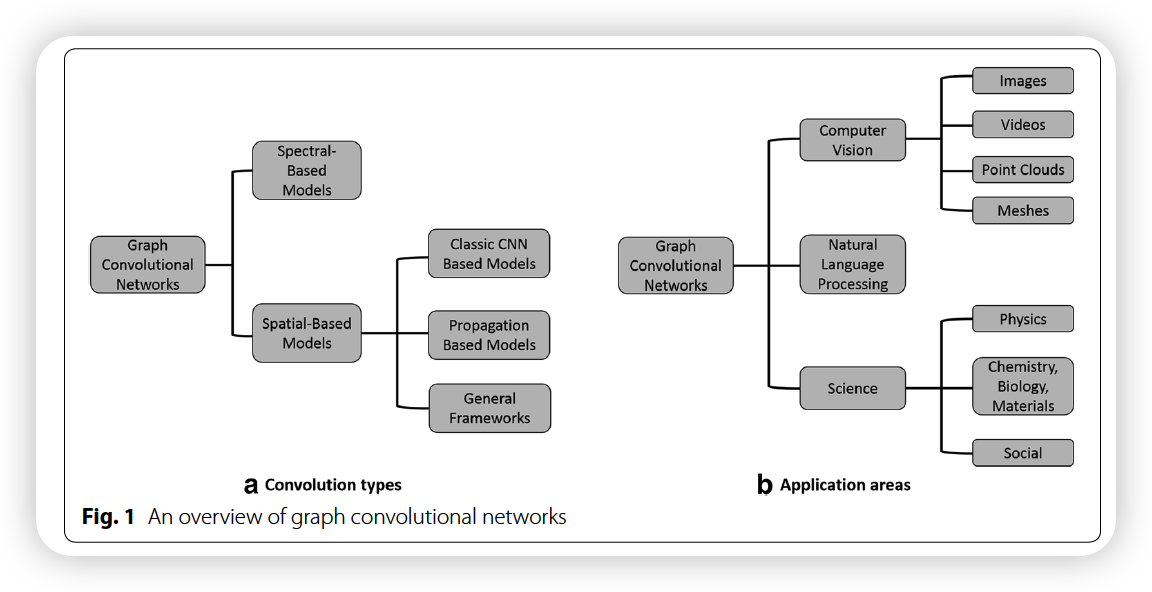 Graph
Convolutional
Networks
Spectral-
Based
Models
Spatial-Based
Models
Classic CNN
Based Models
Propagation
Based Models
General
Frameworks
a Convolution types
Graph
Convolutional
Networks
Computer
Vision
Images
Videos
Point Clouds
Meshes
Natural
Language
Processing
Science
Physics
Chemistry,
Biology,
Materials
Social
b Application areas
Fig. 1 An overview of graph convolutional networks